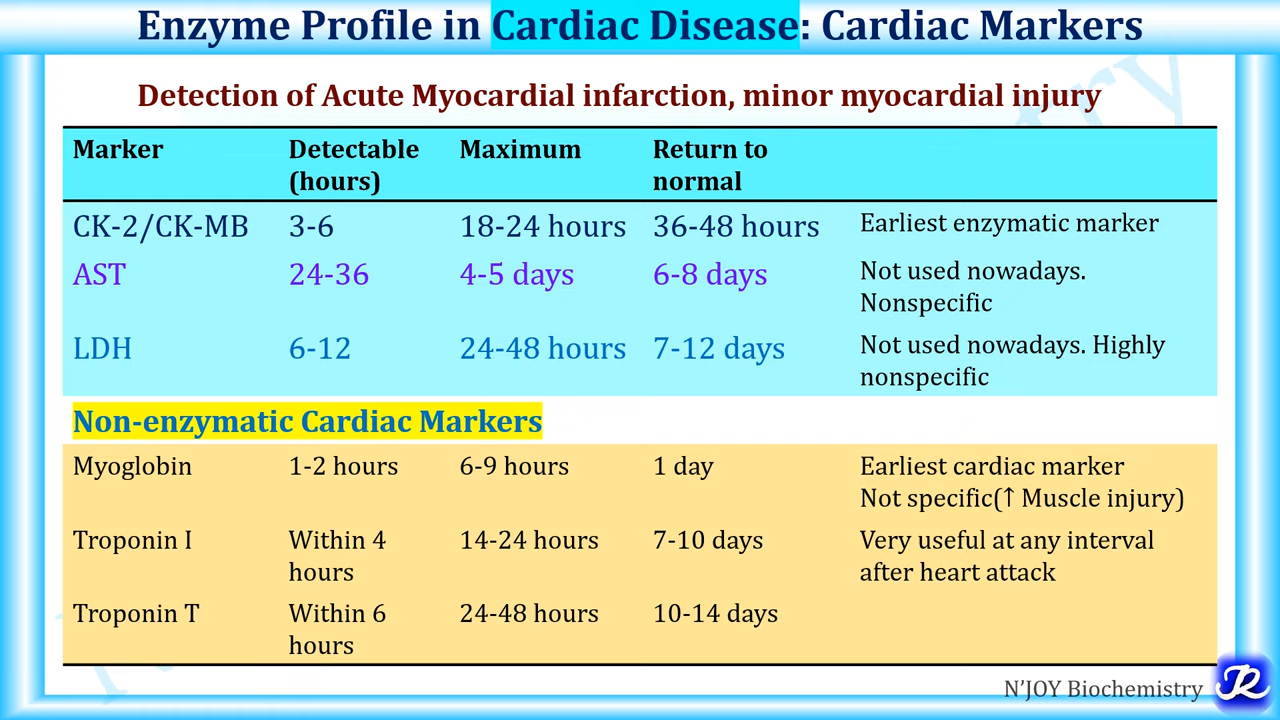 Enzyme Profile in Cardiac Disease: Cardiac Markers
Detection of Acute Myocardial infarction, minor myocardial injury
Marker Detectable (hours) Maximum Return to normal
CK-2/CK-MB 3-6 18-24 hours 36-48 hours Earliest enzymatic marker
AST 24-36 4-5 days 6-8 days Not used nowadays.
Nonspecific
LDH 6-12 24-48 hours 7-12 days Not used nowadays. Highly
nonspecific
Non-enzymatic Cardiac Markers
Myoglobin 1-2 hours 6-9 hours 1 day Earliest cardiac marker
Not specific(↑ Muscle injury)
Troponin I Within 4 hours 14-24 hours 7-10 days Very useful at any interval
after heart attack
Troponin T Within 6 hours 24-48 hours 10-14 days
N'JOY Biochemistry